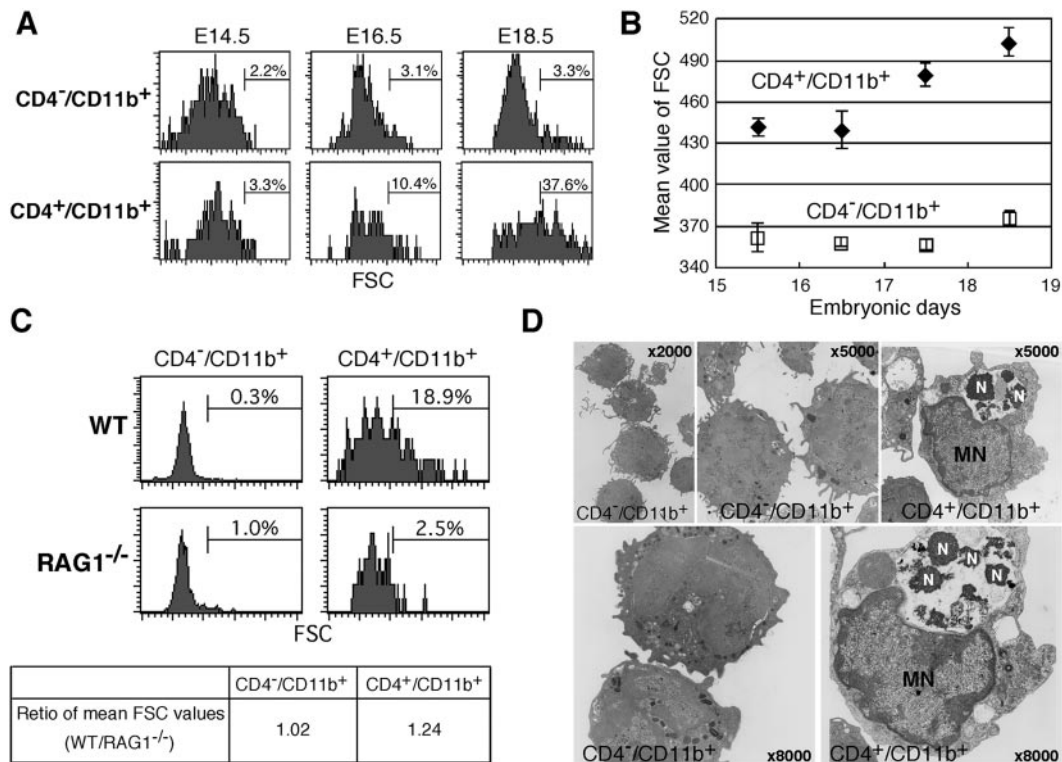 A
E14.5 E16.5 E18.5
CD4⁻/CD11b⁺
2.2% 3.1% 3.3%
CD4⁺/CD11b⁺
3.3% 10.4% 37.6%
FSC
B
Mean value of FSC
520
490
460
430
400
370
340
CD4⁺/CD11b⁺
CD4⁻/CD11b⁺
15 16 17 18 19
Embryonic days
C
CD4⁻/CD11b⁺ CD4⁺/CD11b⁺
WT
0.3% 18.9%
RAG1⁻/⁻
1.0% 2.5%
FSC
CD4⁻/CD11b⁺ CD4⁺/CD11b⁺
Retio of mean FSC values
(WT/RAG1⁻/⁻)
1.02 1.24
D
x2000 x5000 x5000
N N
MN
CD4⁻/CD11b⁺ CD4⁻/CD11b⁺ CD4⁺/CD11b⁺
N N N N
MN
CD4⁻/CD11b⁺ x8000 CD4⁺/CD11b⁺ x8000